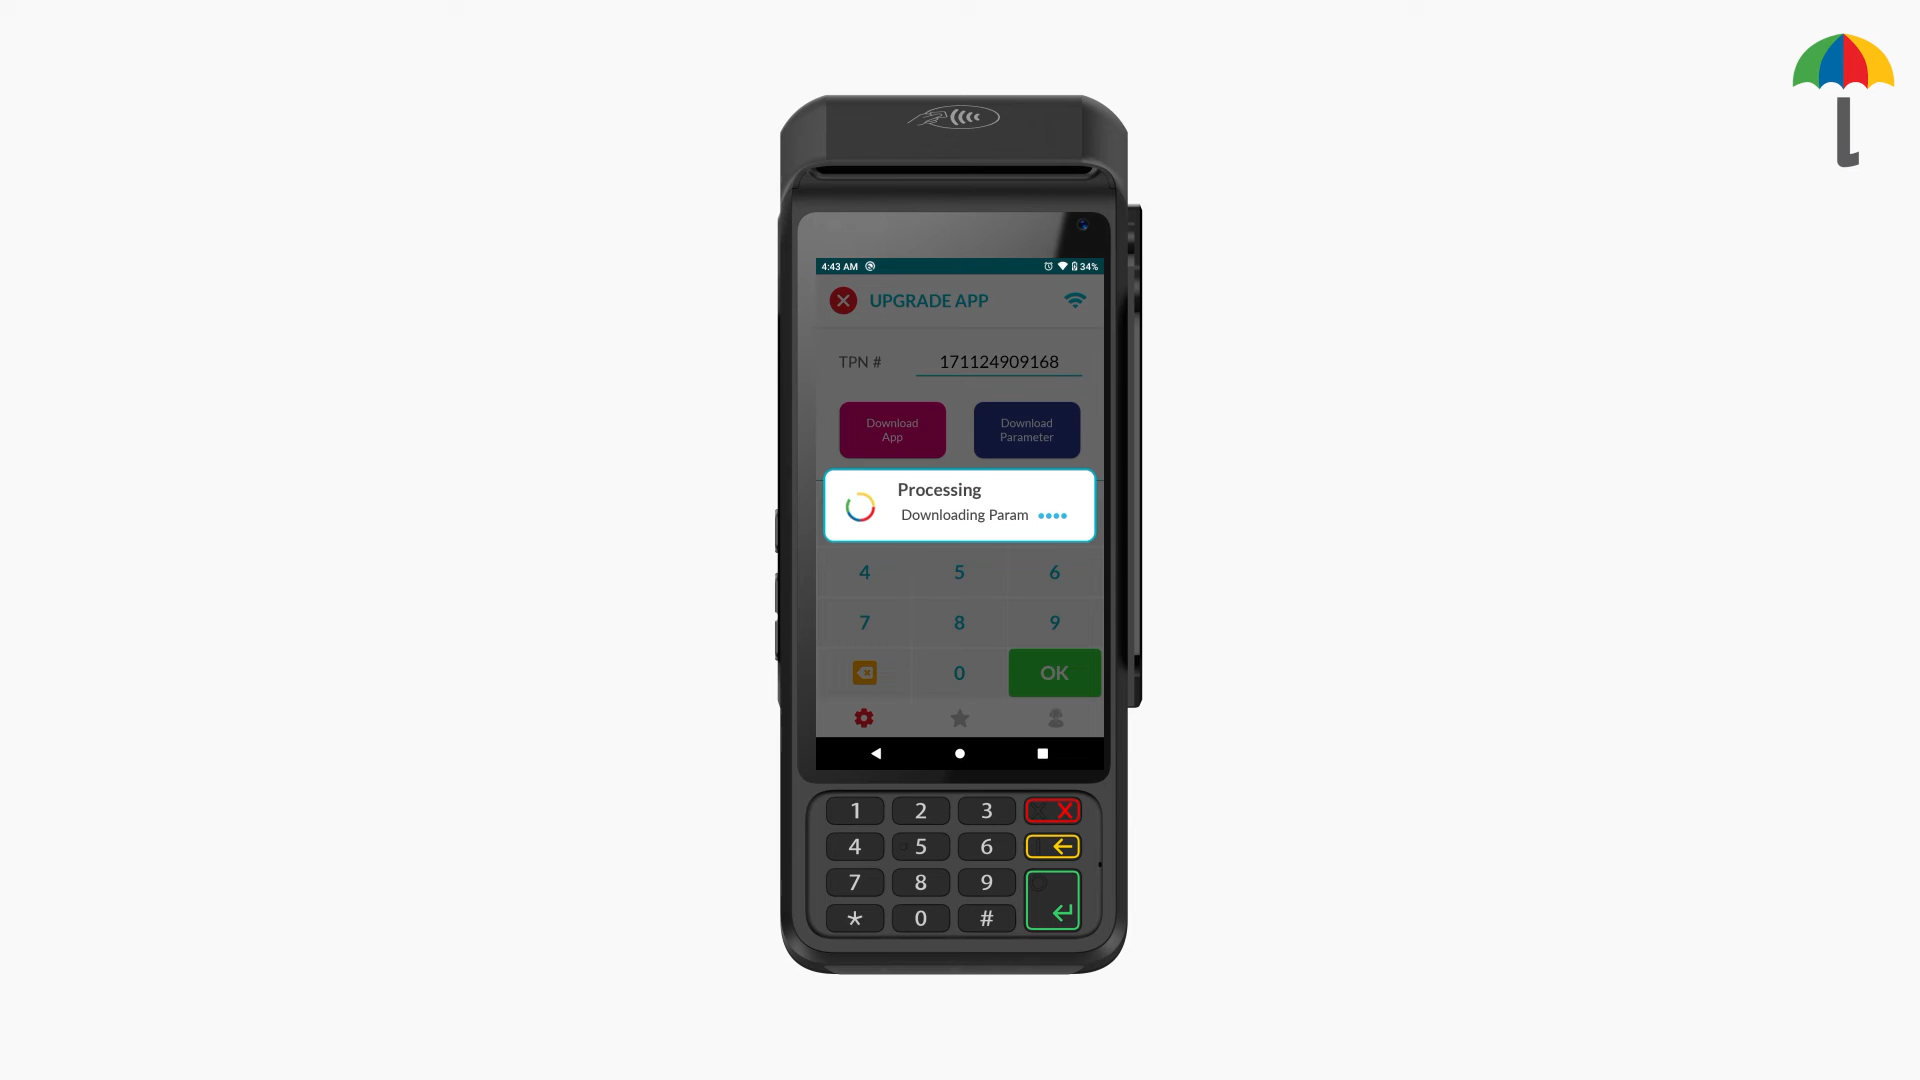 4:43 AM 34%
UPGRADE APP
TPN # 171124909168
Download
App
Download
Parameter
Processing
Downloading Param
4 5 6
7 8 9
0 OK
1 2 3 X
4 5 6
7 8 9
* 0 #